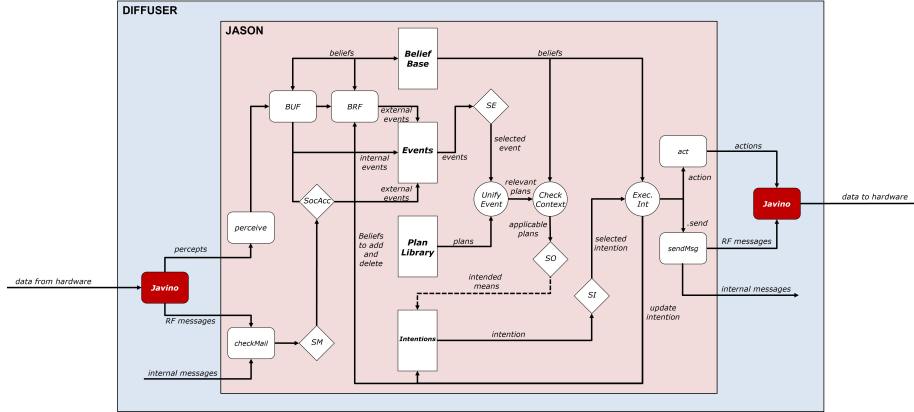 DIFFUSER
JASON
beliefs
Belief
Base
beliefs
BUF
BRF
external
events
SE
selected
event
internal
events
Events
events
act
actions
action
SocAcc
external
events
Unify
Event
relevant
plans
Check
Context
Exec.
Int
Javino
data to hardware
perceive
Beliefs
to add
and
delete
Plan
Library
plans
applicable
plans
selected
intention
.send
sendMsg
RF messages
percepts
SO
data from hardware
Javino
intended
means
SI
internal messages
RF messages
update
intention
checkMail
SM
Intentions
intention
internal messages